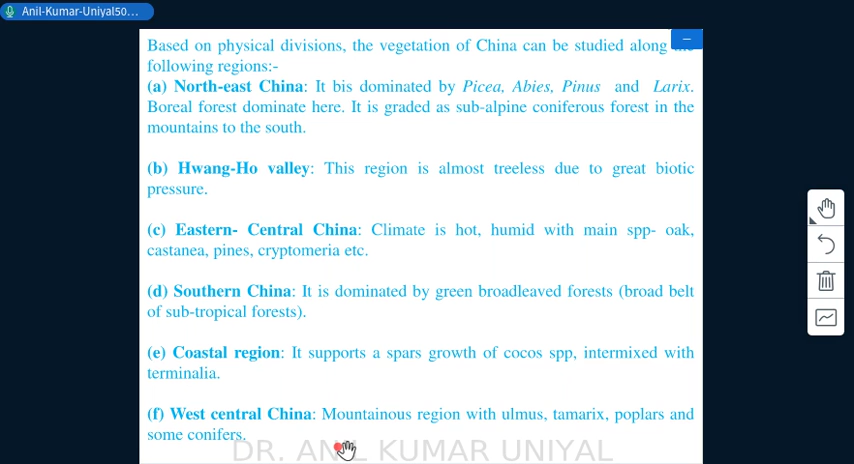 Anil-Kumar-Uniyal50...
Based on physical divisions, the vegetation of China can be studied along the
following regions:-
(a) North-east China: It bis dominated by Picea, Abies, Pinus and Larix.
Boreal forest dominate here. It is graded as sub-alpine coniferous forest in the
mountains to the south.
(b) Hwang-Ho valley: This region is almost treeless due to great biotic
pressure.
(c) Eastern- Central China: Climate is hot, humid with main spp- oak,
castanea, pines, cryptomeria etc.
(d) Southern China: It is dominated by green broadleaved forests (broad belt
of sub-tropical forests).
(e) Coastal region: It supports a spars growth of cocos spp, intermixed with
terminalia.
(f) West central China: Mountainous region with ulmus, tamarix, poplars and
some conifers.
DR. ANIL KUMAR UNIYAL